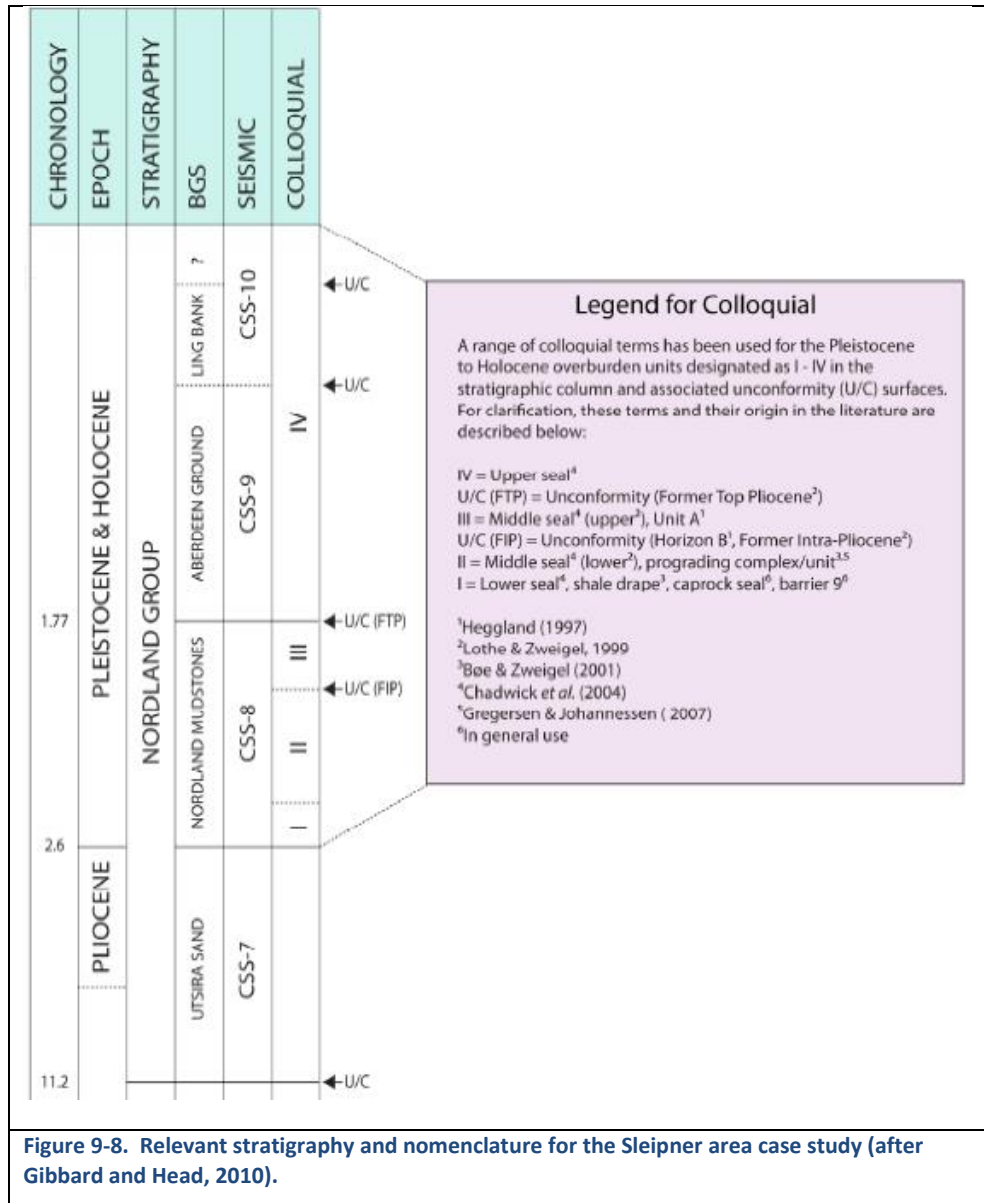 CHRONOLOGY
EPOCH
STRATIGRAPHY
BGS
SEISMIC
COLLOQUIAL
1.77
2.6
11.2
PLEISTOCENE & HOLOCENE
PLIOCENE
NORDLAND GROUP
?
LING BANK
ABERDEEN GROUND
NORDLAND MUDSTONES
UTSIRA SAND
CSS-10
CSS-9
CSS-8
CSS-7
IV
III
II
I
U/C
U/C
U/C (FTP)
U/C (FIP)
U/C
Legend for Colloquial
A range of colloquial terms has been used for the Pleistocene
to Holocene overburden units designated as I - IV in the
stratigraphic column and associated unconformity (U/C) surfaces.
For clarification, these terms and their origin in the literature are
described below:
IV = Upper seal⁴
U/C (FTP) = Unconformity (Former Top Pliocene²)
III = Middle seal⁴ (upper²), Unit A¹
U/C (FIP) = Unconformity (Horizon B¹, Former Intra-Pliocene²)
II = Middle seal⁴ (lower²), prograding complex/unit³,⁵
I = Lower seal⁴, shale drape³, caprock seal⁶, barrier 9⁶
¹Heggland (1997)
²Lothe & Zweigel, 1999
³Bøe & Zweigel (2001)
⁴Chadwick et al. (2004)
⁵Gregersen & Johannessen ( 2007)
⁶In general use
Figure 9-8. Relevant stratigraphy and nomenclature for the Sleipner area case study (after
Gibbard and Head, 2010).